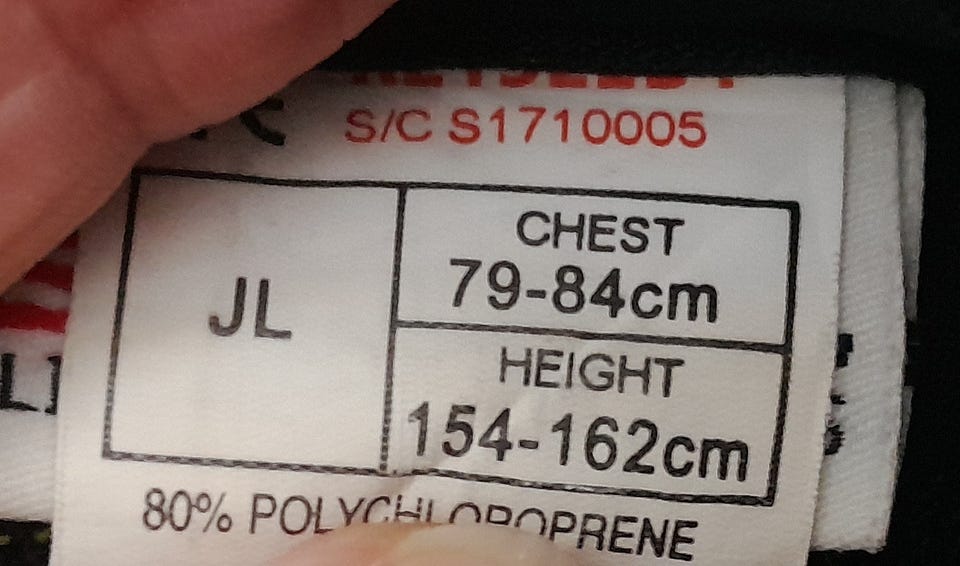 S/C S1710005
JL
CHEST
79-84cm
HEIGHT
154-162cm
80% POLYCHLOROPRENE